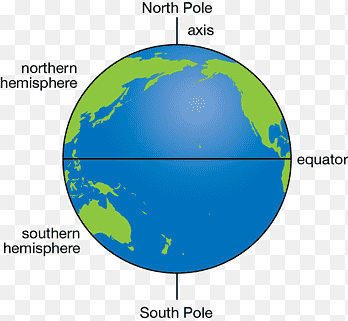 North Pole
axis
northern
hemisphere
equator
southern
hemisphere
South Pole